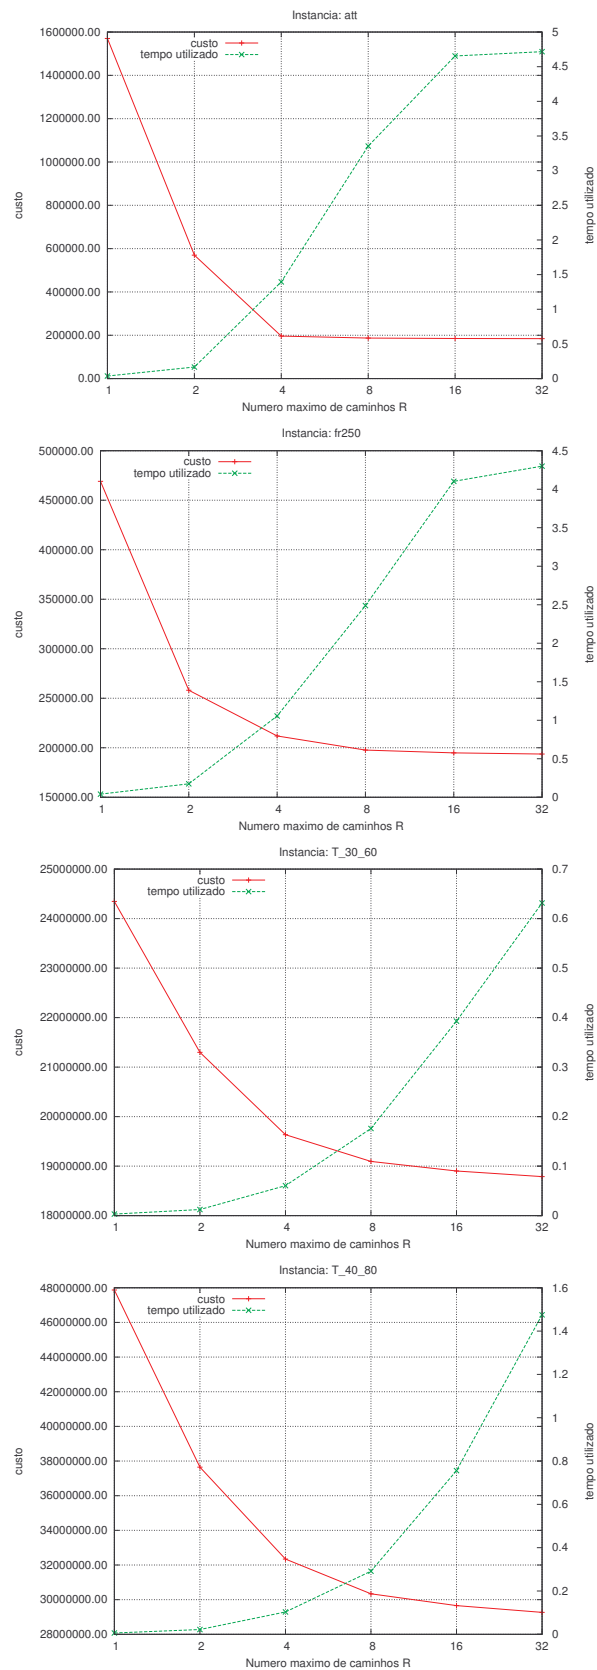 Instancia: att
1600000.00
1400000.00
1200000.00
1000000.00
800000.00
600000.00
400000.00
200000.00
0.00
custo
custo
tempo utilizado
5
4.5
4
3.5
3
2.5
2
1.5
1
0.5
0
tempo utilizado
1 2 4 8 16 32
Numero maximo de caminhos R
Instancia: fr250
500000.00
450000.00
400000.00
350000.00
300000.00
250000.00
200000.00
150000.00
custo
custo
tempo utilizado
4.5
4
3.5
3
2.5
2
1.5
1
0.5
0
tempo utilizado
1 2 4 8 16 32
Numero maximo de caminhos R
Instancia: T_30_60
25000000.00
24000000.00
23000000.00
22000000.00
21000000.00
20000000.00
19000000.00
18000000.00
custo
custo
tempo utilizado
0.7
0.6
0.5
0.4
0.3
0.2
0.1
0
tempo utilizado
1 2 4 8 16 32
Numero maximo de caminhos R
Instancia: T_40_80
48000000.00
46000000.00
44000000.00
42000000.00
40000000.00
38000000.00
36000000.00
34000000.00
32000000.00
30000000.00
28000000.00
custo
custo
tempo utilizado
1.6
1.4
1.2
1
0.8
0.6
0.4
0.2
0
tempo utilizado
1 2 4 8 16 32
Numero maximo de caminhos R